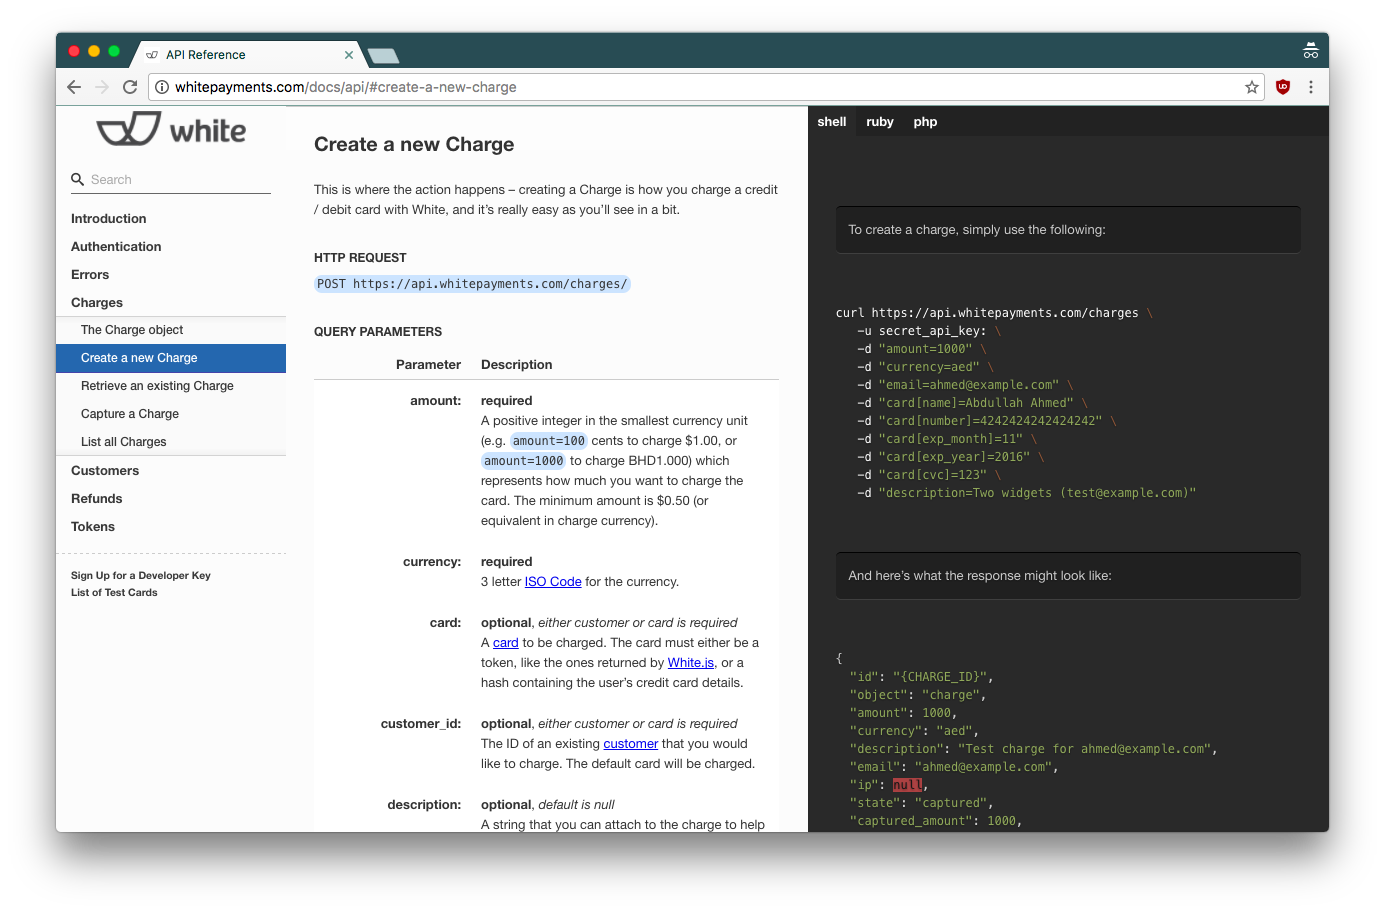 API Reference
whitepayments.com/docs/api/#create-a-new-charge
white
Search
Introduction
Authentication
Errors
Charges
The Charge object
Create a new Charge
Retrieve an existing Charge
Capture a Charge
List all Charges
Customers
Refunds
Tokens
Sign Up for a Developer Key
List of Test Cards
Create a new Charge
This is where the action happens – creating a Charge is how you charge a credit
/ debit card with White, and it’s really easy as you’ll see in a bit.
HTTP REQUEST
POST https://api.whitepayments.com/charges/
QUERY PARAMETERS
Parameter Description
amount: required
A positive integer in the smallest currency unit
(e.g. amount=100 cents to charge $1.00, or
amount=1000 to charge BHD1.000) which
represents how much you want to charge the
card. The minimum amount is $0.50 (or
equivalent in charge currency).
currency: required
3 letter ISO Code for the currency.
card: optional, either customer or card is required
A card to be charged. The card must either be a
token, like the ones returned by White.js, or a
hash containing the user’s credit card details.
customer_id: optional, either customer or card is required
The ID of an existing customer that you would
like to charge. The default card will be charged.
description: optional, default is null
A string that you can attach to the charge to help
shell ruby php
To create a charge, simply use the following:
curl https://api.whitepayments.com/charges \
-u secret_api_key: \
-d "amount=1000" \
-d "currency=aed" \
-d "email=ahmed@example.com" \
-d "card[name]=Abdullah Ahmed" \
-d "card[number]=4242424242424242" \
-d "card[exp_month]=11" \
-d "card[exp_year]=2016" \
-d "card[cvc]=123" \
-d "description=Two widgets (test@example.com)"
And here’s what the response might look like:
{
"id": "{CHARGE_ID}",
"object": "charge",
"amount": 1000,
"currency": "aed",
"description": "Test charge for ahmed@example.com",
"email": "ahmed@example.com",
"ip": null,
"state": "captured",
"captured_amount": 1000,